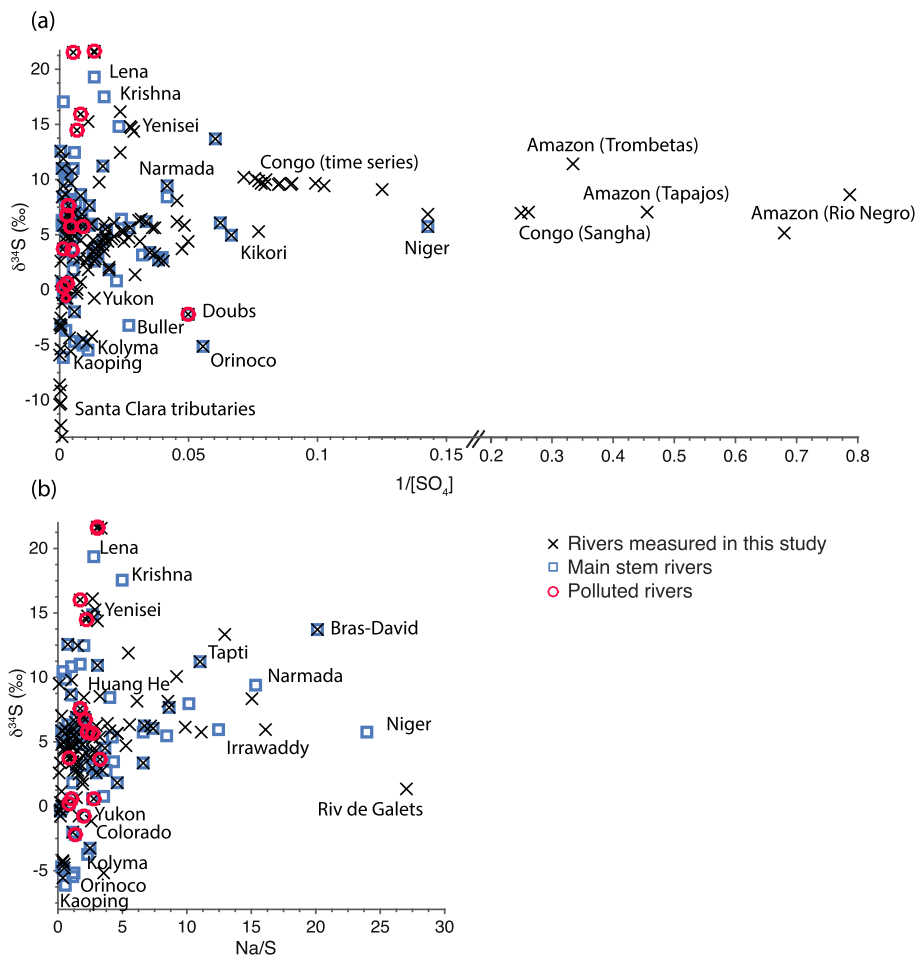 (a)
20
15
10
5
0
-5
-10
δ³⁴S (‰)
Lena
Krishna
Yenisei
Narmada
Congo (time series)
Amazon (Trombetas)
Amazon (Tapajos)
Amazon (Rio Negro)
Congo (Sangha)
Niger
Kikori
Yukon
Doubs
Buller
Kolyma
Orinoco
Kaoping
Santa Clara tributaries
0 0.05 0.1 0.15 0.2 0.3 0.4 0.5 0.6 0.7 0.8
1/[SO₄]
(b)
20
15
10
5
0
-5
δ³⁴S (‰)
Lena
Krishna
Yenisei
Bras-David
Tapti
Huang He
Narmada
Niger
Irrawaddy
Riv de Galets
Yukon
Colorado
Kolyma
Orinoco
Kaoping
0 5 10 15 20 25 30
Na/S
Rivers measured in this study
Main stem rivers
Polluted rivers